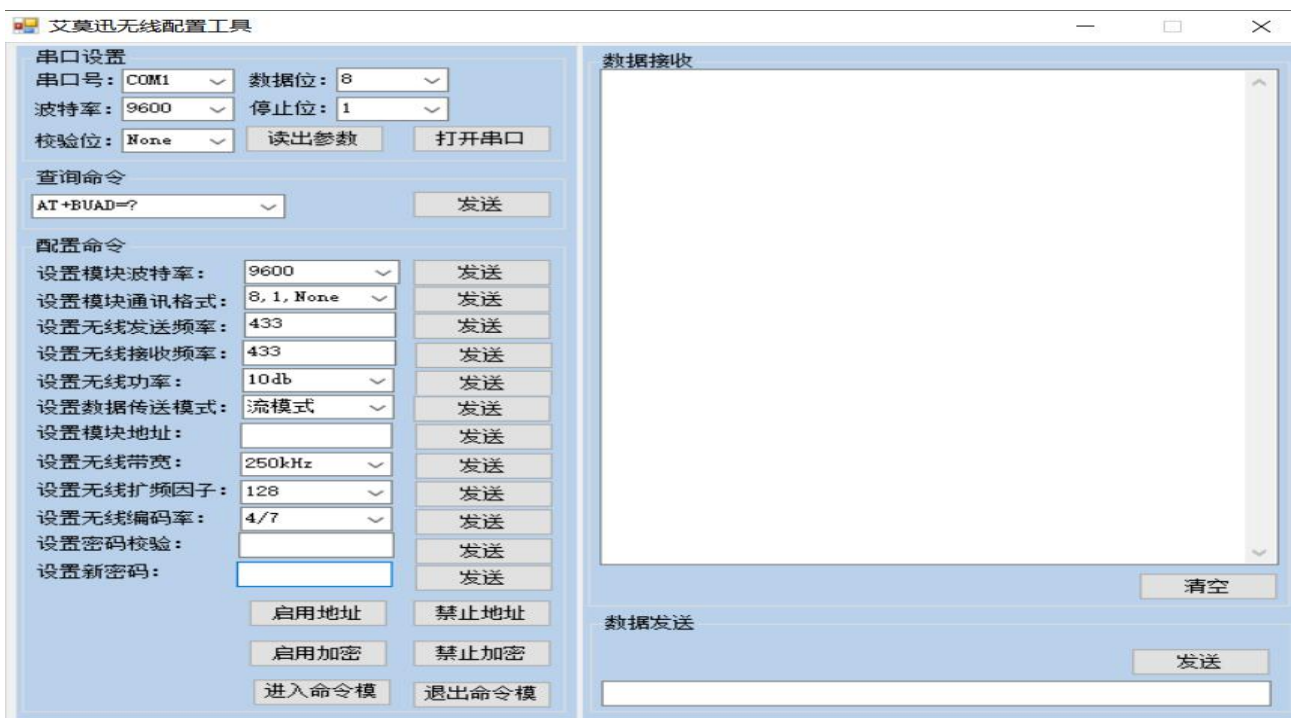 艾莫迅无线配置工具
串口设置
串口号: COM1 数据位: 8
波特率: 9600 停止位: 1
校验位: None 读出参数 打开串口
查询命令
AT+BUAD=? 发送
配置命令
设置模块波特率: 9600 发送
设置模块通讯格式: 8,1,None 发送
设置无线发送频率: 433 发送
设置无线接收频率: 433 发送
设置无线功率: 10db 发送
设置数据传送模式: 流模式 发送
设置模块地址: 发送
设置无线带宽: 250kHz 发送
设置无线扩频因子: 128 发送
设置无线编码率: 4/7 发送
设置密码校验: 发送
设置新密码: 发送
启用地址 禁止地址
启用加密 禁止加密
进入命令模 退出命令模
数据接收
清空
数据发送
发送